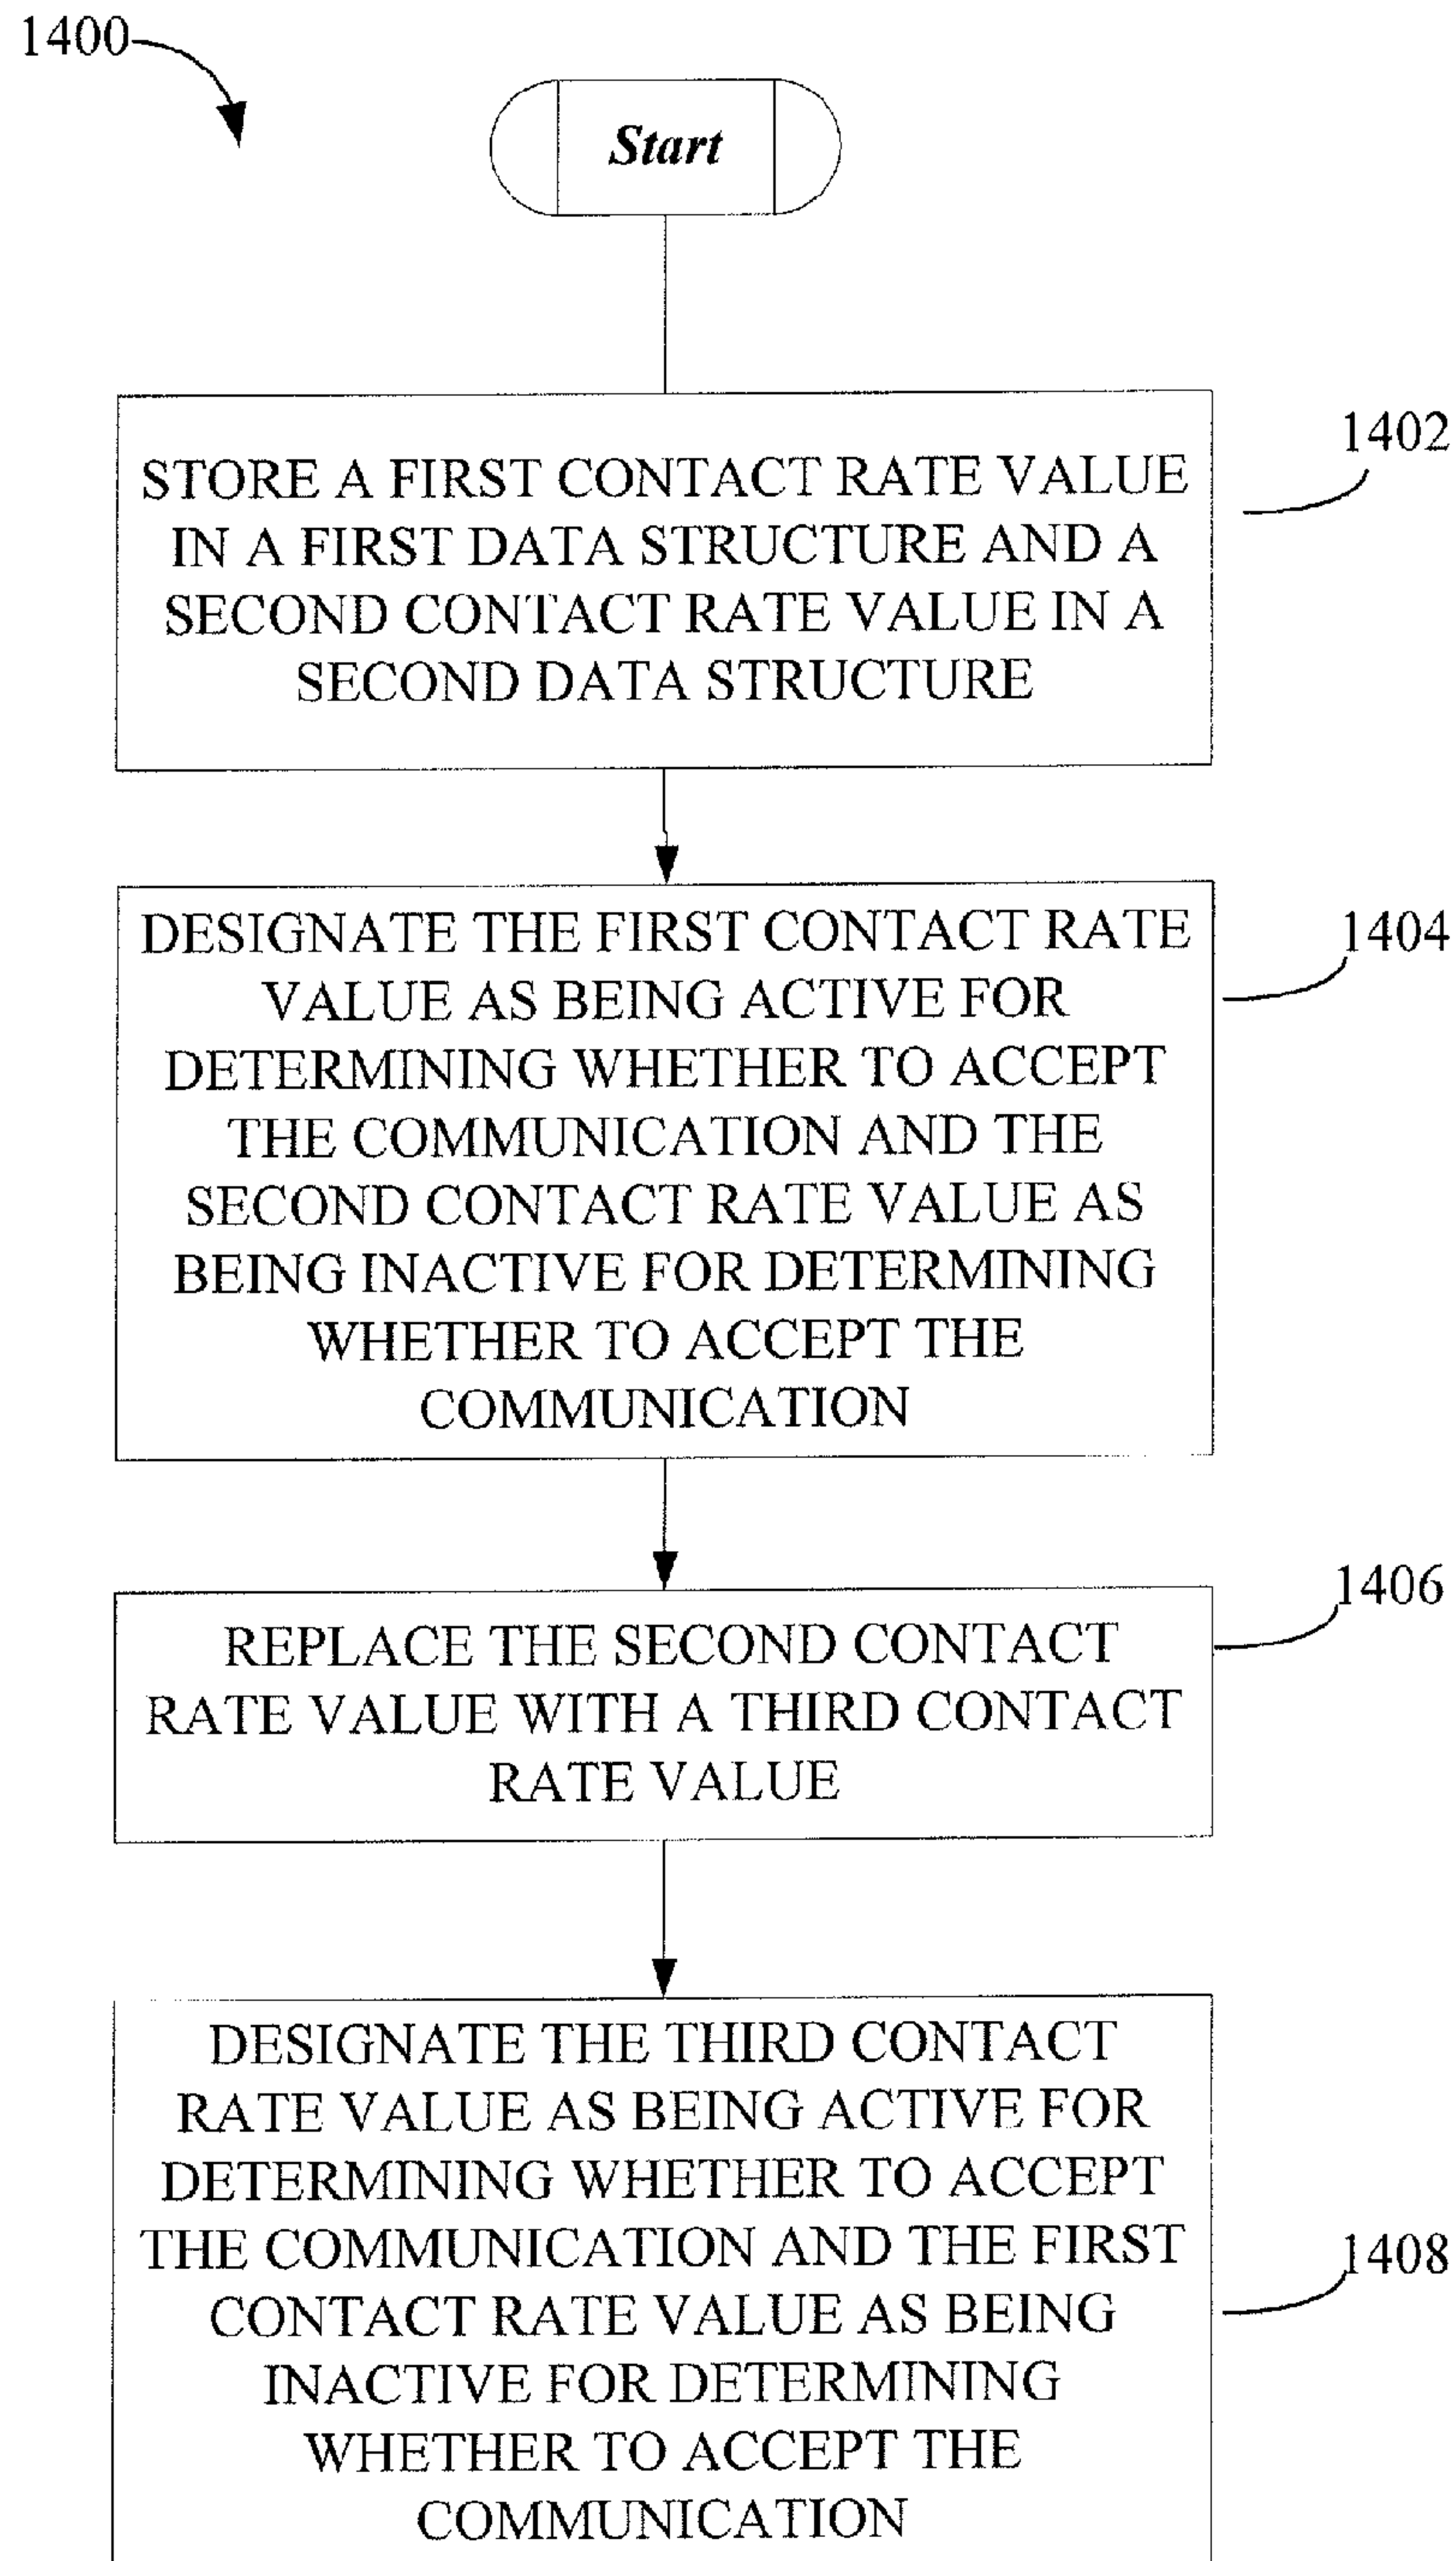 1400
Start
STORE A FIRST CONTACT RATE VALUE
IN A FIRST DATA STRUCTURE AND A
SECOND CONTACT RATE VALUE IN A
SECOND DATA STRUCTURE
1402
DESIGNATE THE FIRST CONTACT RATE
VALUE AS BEING ACTIVE FOR
DETERMINING WHETHER TO ACCEPT
THE COMMUNICATION AND THE
SECOND CONTACT RATE VALUE AS
BEING INACTIVE FOR DETERMINING
WHETHER TO ACCEPT THE
COMMUNICATION
1404
REPLACE THE SECOND CONTACT
RATE VALUE WITH A THIRD CONTACT
RATE VALUE
1406
DESIGNATE THE THIRD CONTACT
RATE VALUE AS BEING ACTIVE FOR
DETERMINING WHETHER TO ACCEPT
THE COMMUNICATION AND THE FIRST
CONTACT RATE VALUE AS BEING
INACTIVE FOR DETERMINING
WHETHER TO ACCEPT THE
COMMUNICATION
1408